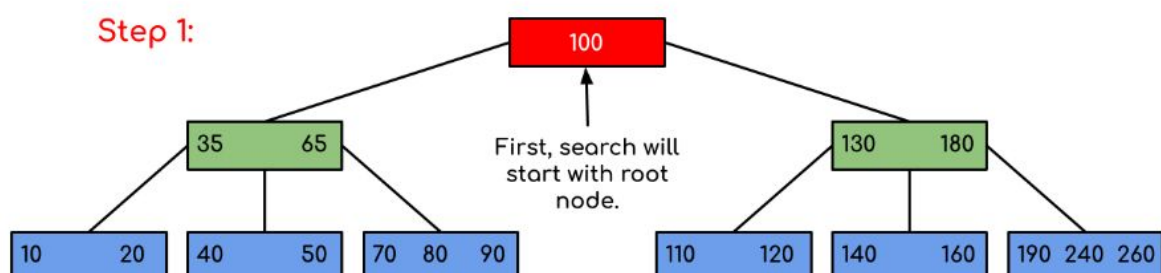 Step 1:
100
35 65
First, search will
start with root
node.
130 180
10 20
40 50
70 80 90
110 120
140 160
190 240 260